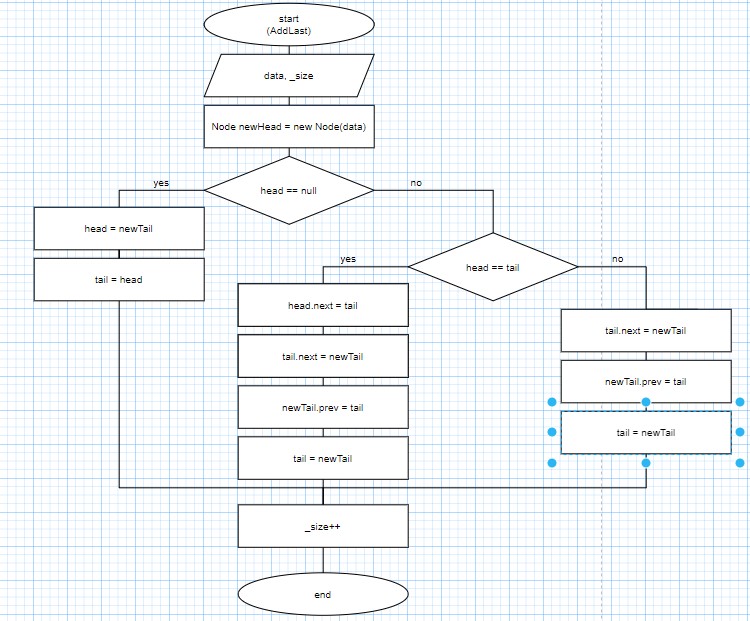 start
(AddLast)
data, _size
Node newHead = new Node(data)
head == null
yes
no
head = newTail
tail = head
head == tail
yes
no
head.next = tail
tail.next = newTail
newTail.prev = tail
tail = newTail
tail.next = newTail
newTail.prev = tail
tail = newTail
_size++
end